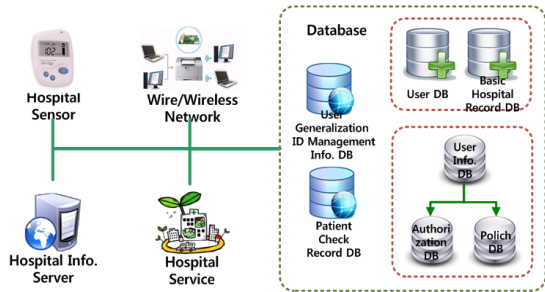 102
Hospital
Sensor
Wire/Wireless
Network
Hospital Info.
Server
Hospital
Service
Database
User
Generalization
ID Management
Info. DB
Patient
Check
Record DB
User DB
Basic
Hospital
Record DB
User
Info.
DB
Authori
zation
DB
Polich
DB